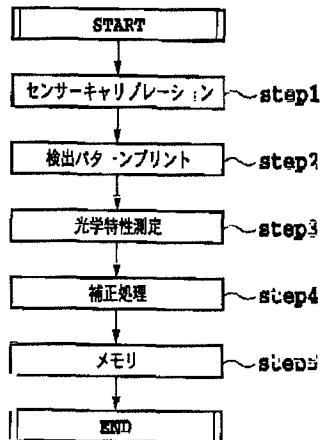 START
センサーキャリブレーション step1
検出パターンプリント step2
光学特性測定 step3
補正処理 step4
メモリ step5
END